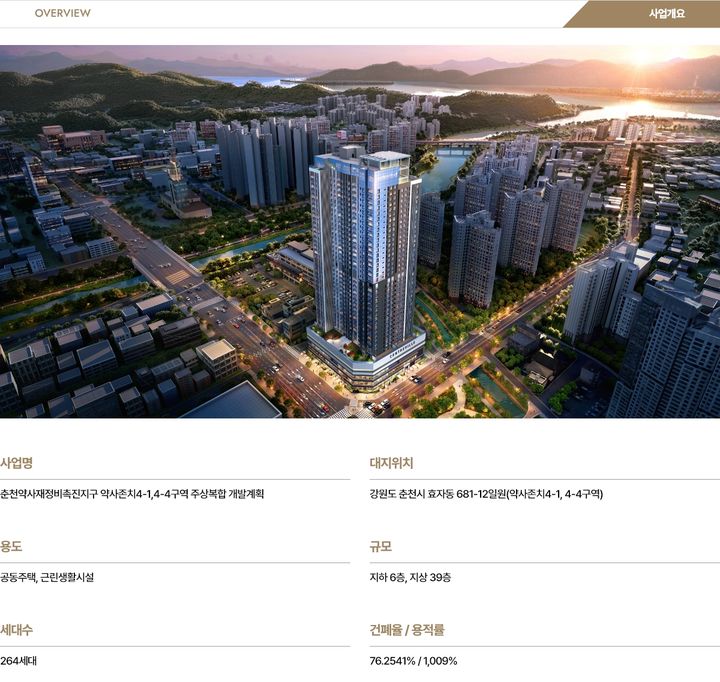 OVERVIEW
사업개요
사업명
춘천약사재정비촉진지구 약사존치4-1,4-4구역 주상복합 개발계획
대지위치
강원도 춘천시 효자동 681-12일원(약사존치4-1, 4-4구역)
용도
공동주택, 근린생활시설
규모
지하 6층, 지상 39층
세대수
264세대
건폐율 / 용적률
76.2541% / 1,009%